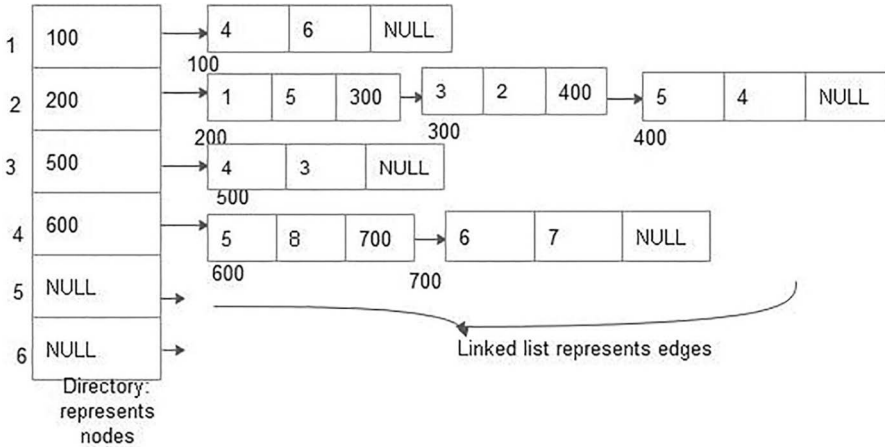 1 100 4 6 NULL
100
2 200 1 5 300 3 2 400 5 4 NULL
200 300 400
3 500 4 3 NULL
500
4 600 5 8 700 6 7 NULL
600 700
5 NULL
6 NULL
Linked list represents edges
Directory:
represents
nodes